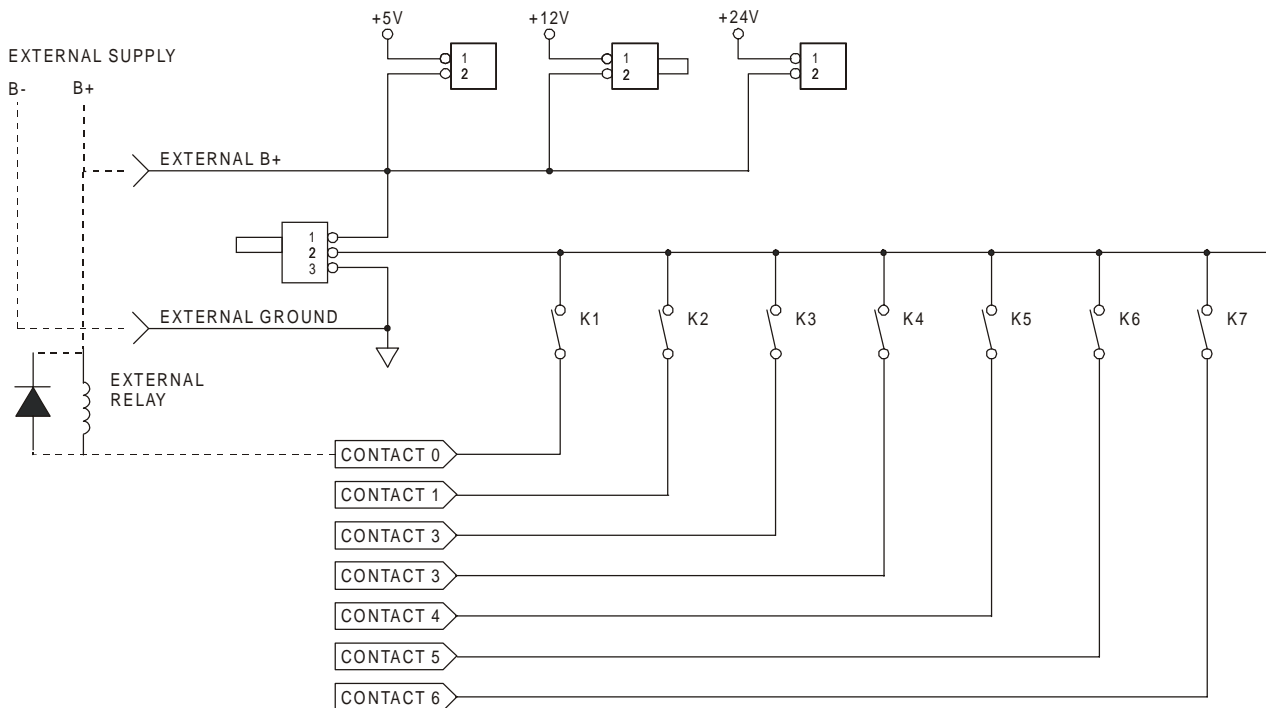 +5V
+12V
+24V
EXTERNAL SUPPLY
B-
B+
1
2
1
2
1
2
EXTERNAL B+
1
2
3
EXTERNAL GROUND
K1
K2
K3
K4
K5
K6
K7
EXTERNAL
RELAY
CONTACT 0
CONTACT 1
CONTACT 3
CONTACT 3
CONTACT 4
CONTACT 5
CONTACT 6